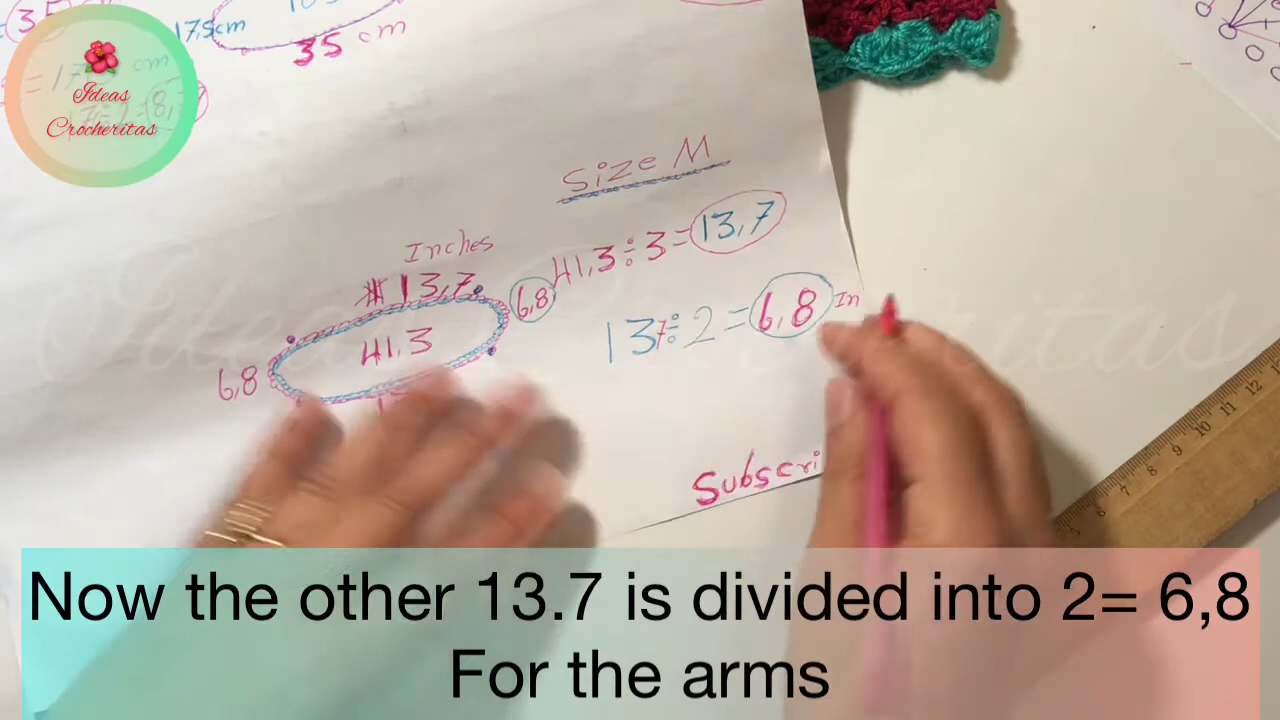 17,5cm
35 cm
Ideas
Crocheritas
Size M
Inches
13,7
6,8
41,3÷3=13,7
41.3
6,8
137÷2=6,8 In
Subscri
Now the other 13.7 is divided into 2= 6,8
For the arms